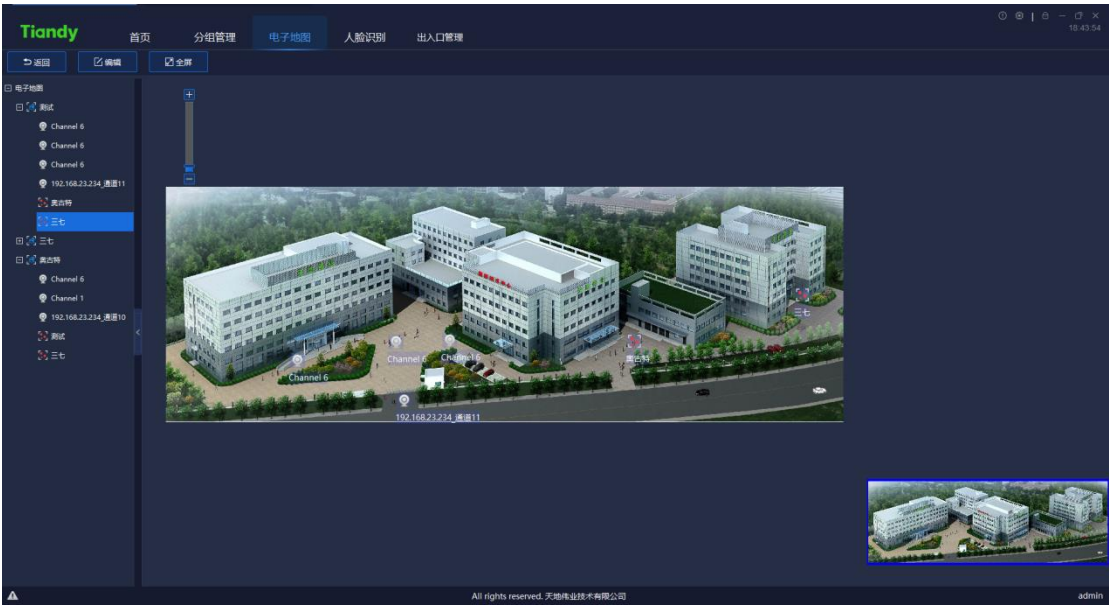 Tiandy
首页
分组管理
电子地图
人脸识别
出入口管理
18:43:54
返回
编辑
全屏
电子地图
测试
Channel 6
Channel 6
Channel 6
192.168.23.234_通道11
奥古特
三七
三七
奥古特
Channel 6
Channel 1
192.168.23.234_通道10
测试
三七
三七
奥古特
Channel 6
Channel 6
Channel 6
192.168.23.234_通道11
All rights reserved. 天地伟业技术有限公司
admin